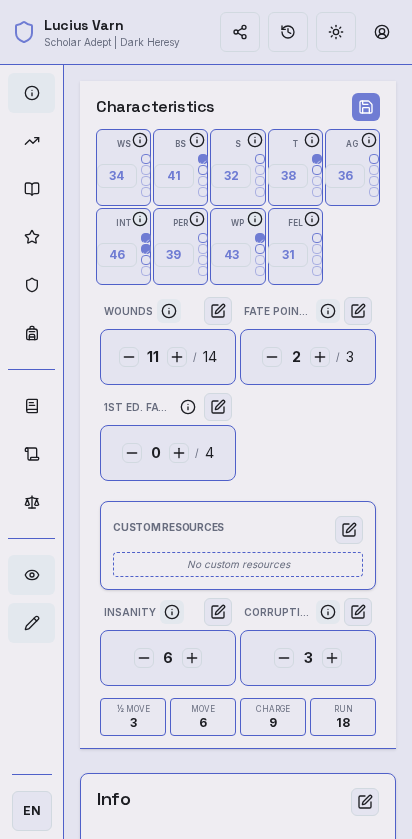 Lucius Varn
Scholar Adept | Dark Heresy
Characteristics
WS BS S T AG
34 41 32 38 36
INT PER WP FEL
46 39 43 31
WOUNDS FATE POIN...
11 / 14 2 / 3
1ST ED. FA...
0 / 4
CUSTOM RESOURCES
No custom resources
INSANITY CORRUPTI...
6 3
½ MOVE MOVE CHARGE RUN
3 6 9 18
Info
EN